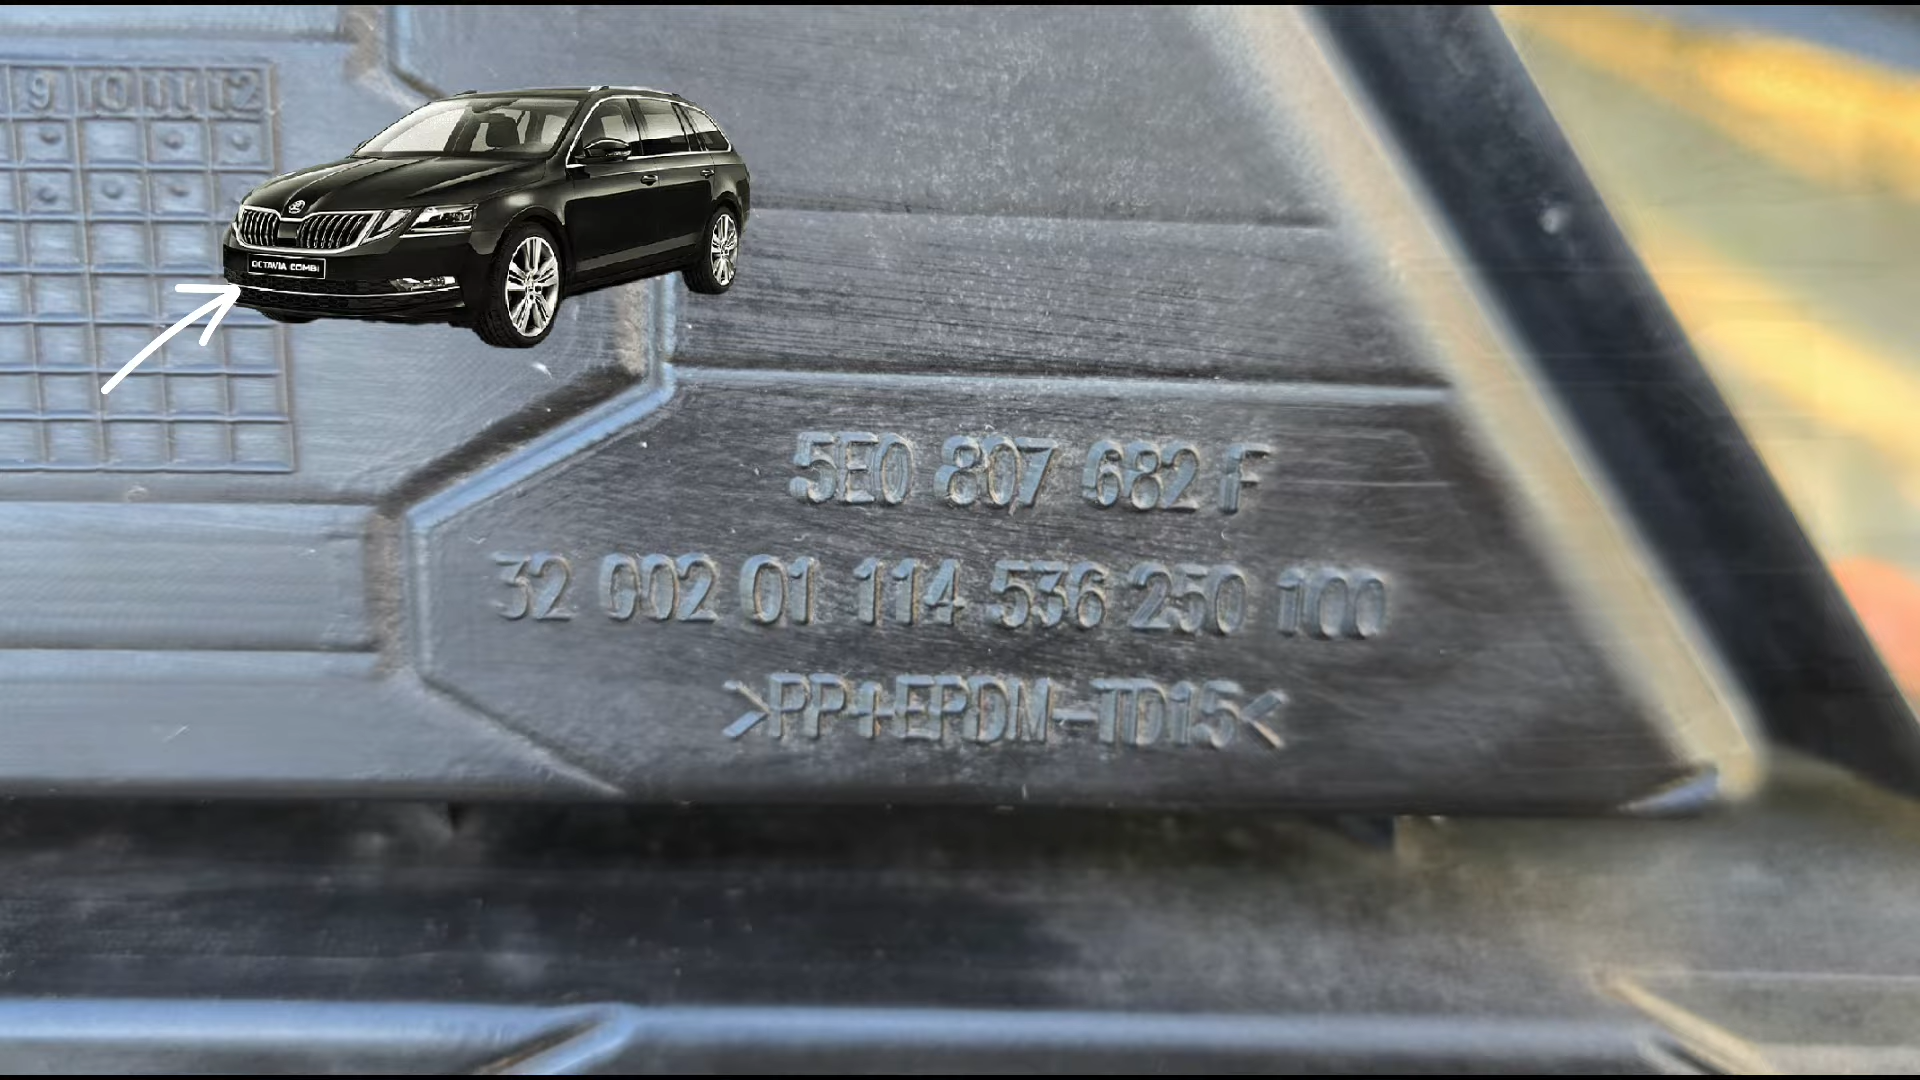 9 10 11 12
OCTAVIA COMBI
5E0 807 682 F
32 002 01 114 536 250 100
>PP+EPDM-TD15<